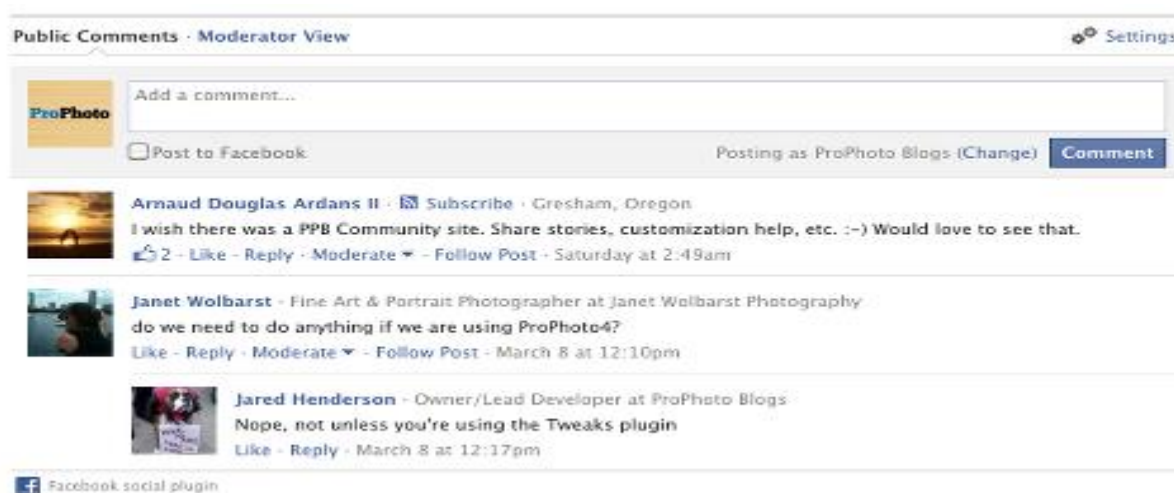 Public Comments · Moderator View
Settings
ProPhoto
Add a comment...
Post to Facebook
Posting as ProPhoto Blogs (Change)
Comment
Arnaud Douglas Ardans II · Subscribe · Gresham, Oregon
I wish there was a PPB Community site. Share stories, customization help, etc. :-) Would love to see that.
2 · Like · Reply · Moderate · Follow Post · Saturday at 2:49am
Janet Wolbarst · Fine Art & Portrait Photographer at Janet Wolbarst Photography
do we need to do anything if we are using ProPhoto4?
Like · Reply · Moderate · Follow Post · March 8 at 12:10pm
Jared Henderson · Owner/Lead Developer at ProPhoto Blogs
Nope, not unless you're using the Tweaks plugin
Like · Reply · March 8 at 12:17pm
Facebook social plugin